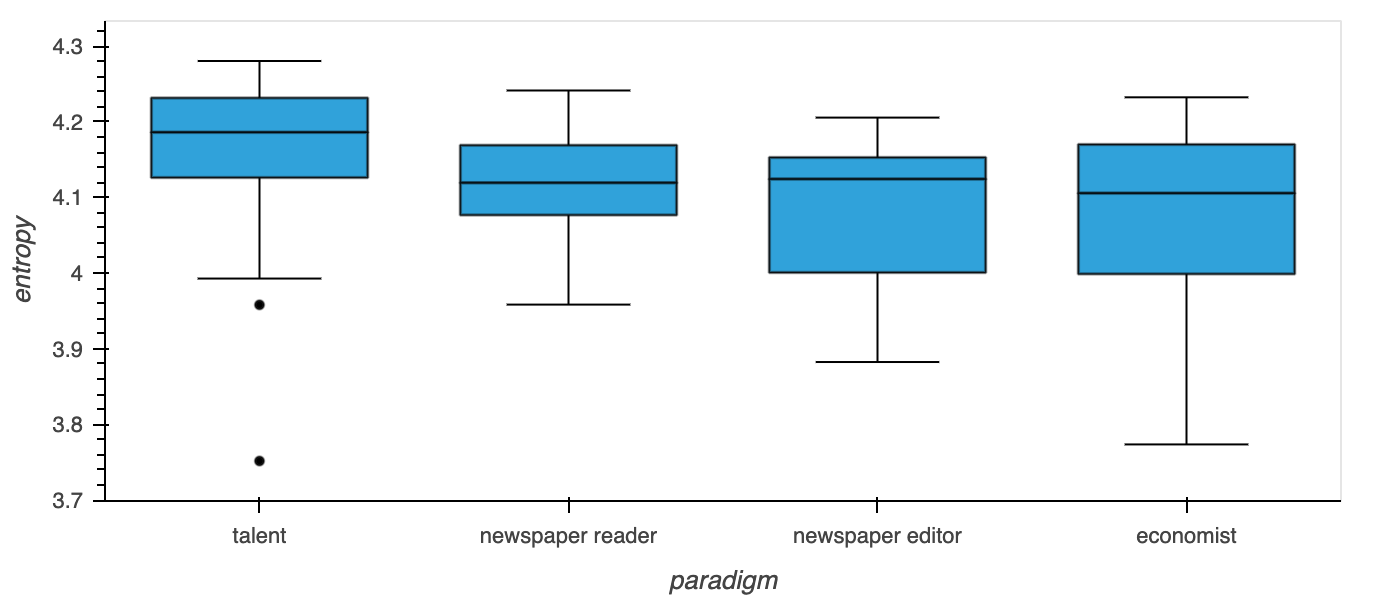 4.3
4.2
4.1
4
3.9
3.8
3.7
entropy
talent
newspaper reader
newspaper editor
economist
paradigm